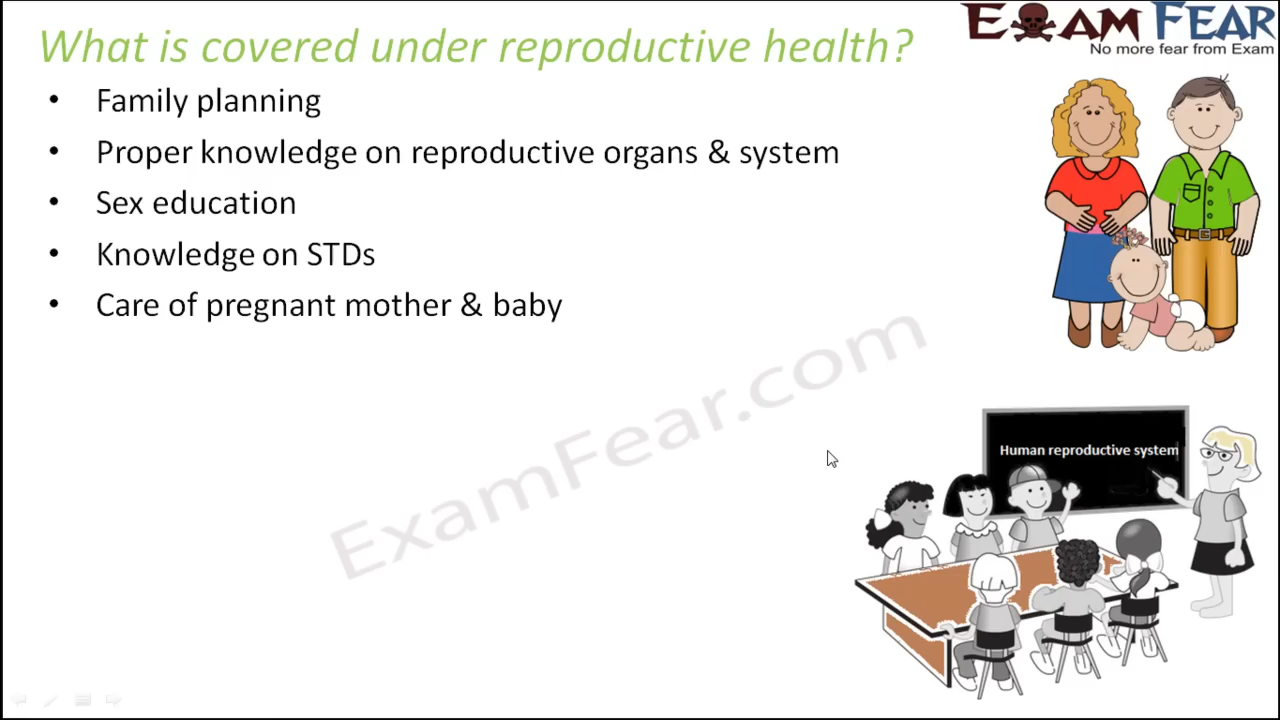 What is covered under reproductive health?
EXAM FEAR
No more fear from Exam
• Family planning
• Proper knowledge on reproductive organs & system
• Sex education
• Knowledge on STDs
• Care of pregnant mother & baby
ExamFear.com
Human reproductive system